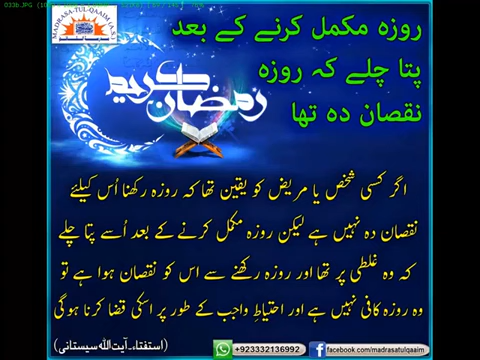 MADRASA-TUL-QAAIM(A.S)
روزہ مکمل کرنے کے بعد
پتا چلے کہ روزہ
نقصان دہ تھا
رمضان کریم
اگر کسی شخص یا مریض کو یقین تھا کہ روزہ رکھنا اُس کیلئے
نقصان دہ نہیں ہے لیکن روزہ مکمل کرنے کے بعد اُسے پتا چلے
کہ وہ غلطی پر تھا اور روزہ رکھنے سے اس کو نقصان ہوا ہے تو
وہ روزہ کافی نہیں ہے اور احتیاطِ واجب کے طور پر اسکی قضا کرنا ہوگی
(استفتاء۔آیت اللہ سیستانی)
+923332136992
facebook.com/madrasatulqaaim